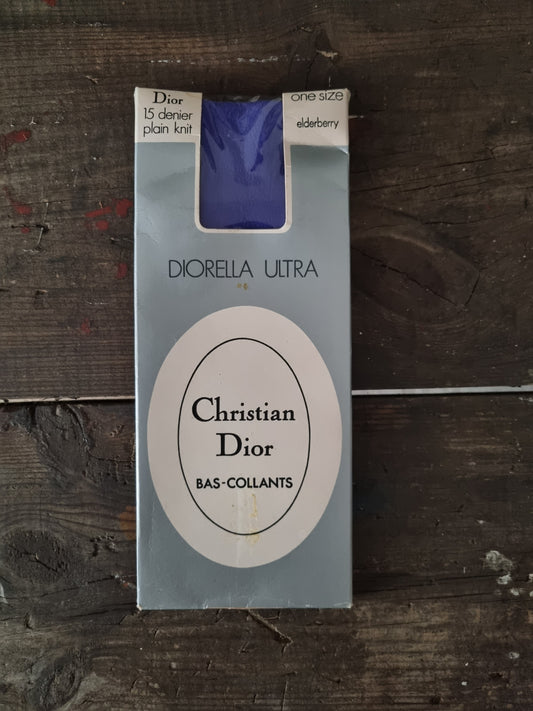 Dior
15 denier
plain knit
one size
elderberry
DIORELLA ULTRA
Christian
Dior
BAS-COLLANTS